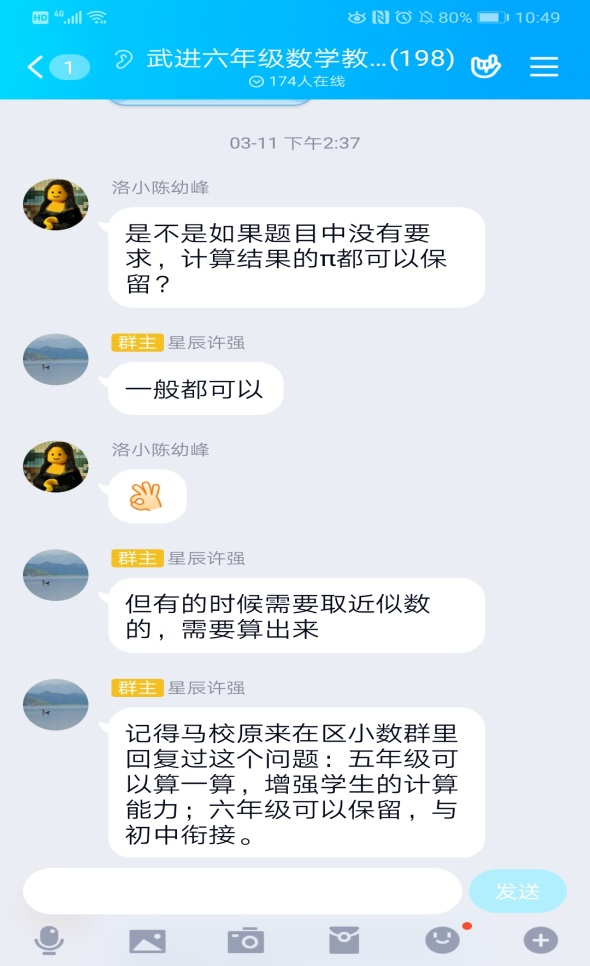 HD 4G 80% 10:49
1 武进六年级数学教...(198)
174人在线
03-11 下午2:37
洛小陈幼峰
是不是如果题目中没有要
求，计算结果的π都可以保
留？
群主 星辰许强
一般都可以
洛小陈幼峰
群主 星辰许强
但有的时候需要取近似数
的，需要算出来
群主 星辰许强
记得马校原来在区小数群里
回复过这个问题：五年级可
以算一算，增强学生的计算
能力；六年级可以保留，与
初中衔接。
发送